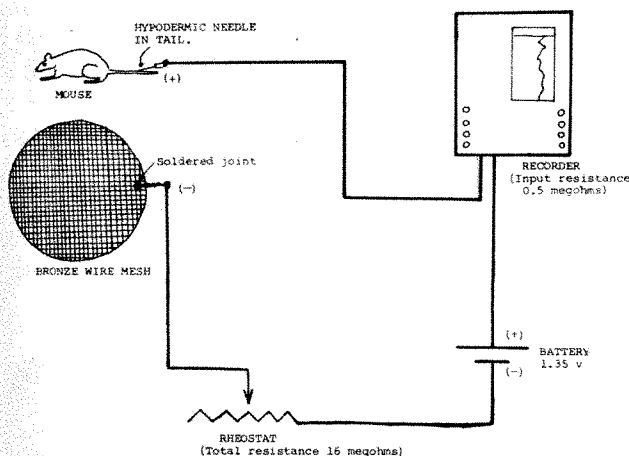 HYPODERMIC NEEDLE
IN TAIL.
(+)
MOUSE
Soldered joint
(—)
BRONZE WIRE MESH
RECORDER
(Input resistance
0.5 megohms)
(+)
BATTERY
1.35 v
(—)
RHEOSTAT
(Total resistance 16 megohms)